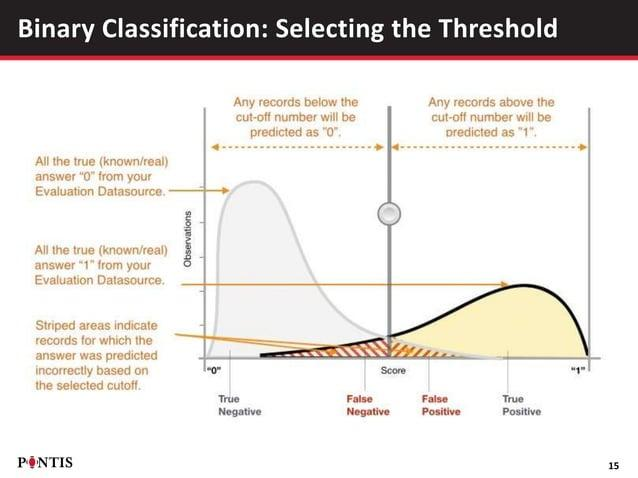 Binary Classification: Selecting the Threshold
Any records below the
cut-off number will be
predicted as "0".
Any records above the
cut-off number will be
predicted as "1".
All the true (known/real)
answer "0" from your
Evaluation Datasource.
All the true (known/real)
answer "1" from your
Evaluation Datasource.
Striped areas indicate
records for which the
answer was predicted
incorrectly based on
the selected cutoff.
Observations
"0"
Score
"1"
True
Negative
False
Negative
False
Positive
True
Positive
PONTIS
15